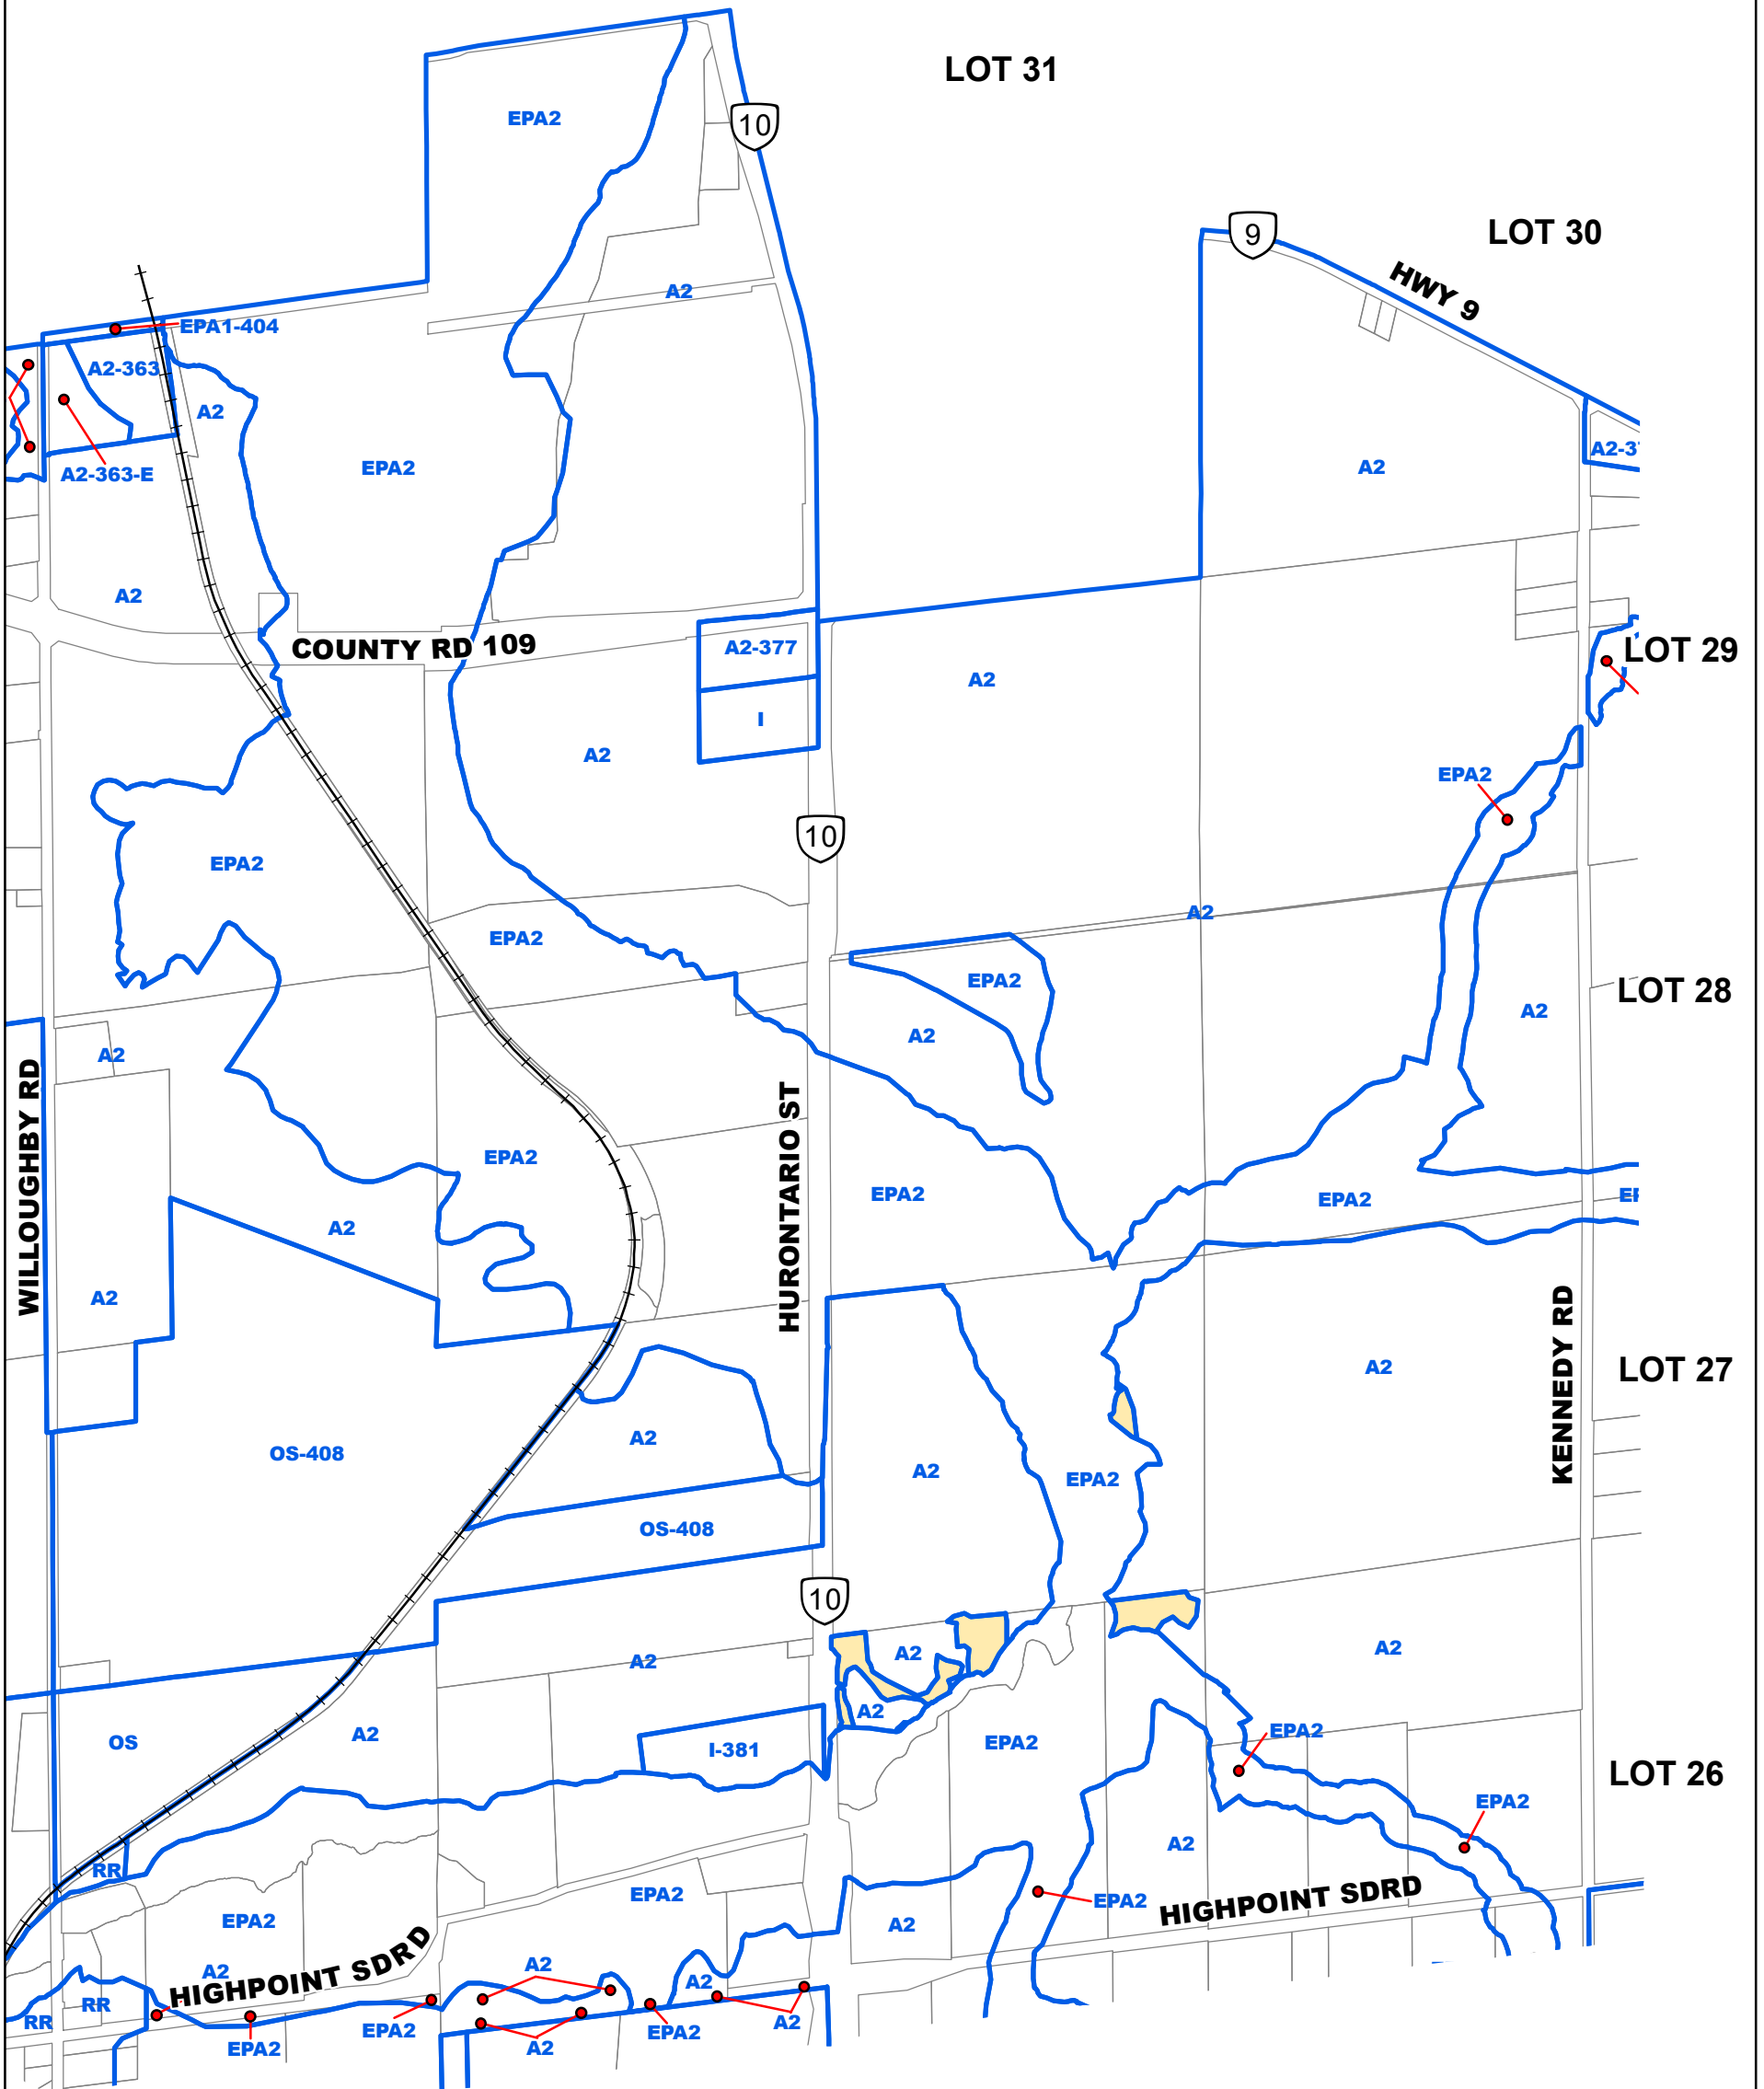 LOT 31
EPA2
10
9
LOT 30
HWY 9
A2
EPA1-404
A2-363
A2
A2-37
EPA2
A2
A2-363-E
A2
COUNTY RD 109
A2-377
LOT 29
A2
I
A2
EPA2
10
EPA2
A2
EPA2
EPA2
LOT 28
A2
A2
A2
WILLOUGHBY RD
HURONTARIO ST
EPA2
EPA2
EPA2
A2
A2
KENNEDY RD
A2
LOT 27
A2
OS-408
A2
EPA2
OS-408
10
A2
A2
A2
A2
OS
A2
I-381
EPA2
EPA2
LOT 26
EPA2
A2
RR
EPA2
EPA2
HIGHPOINT SDRD
EPA2
A2
A2
HIGHPOINT SDRD
A2
A2
RR
RR
EPA2
EPA2
A2
EPA2
A2